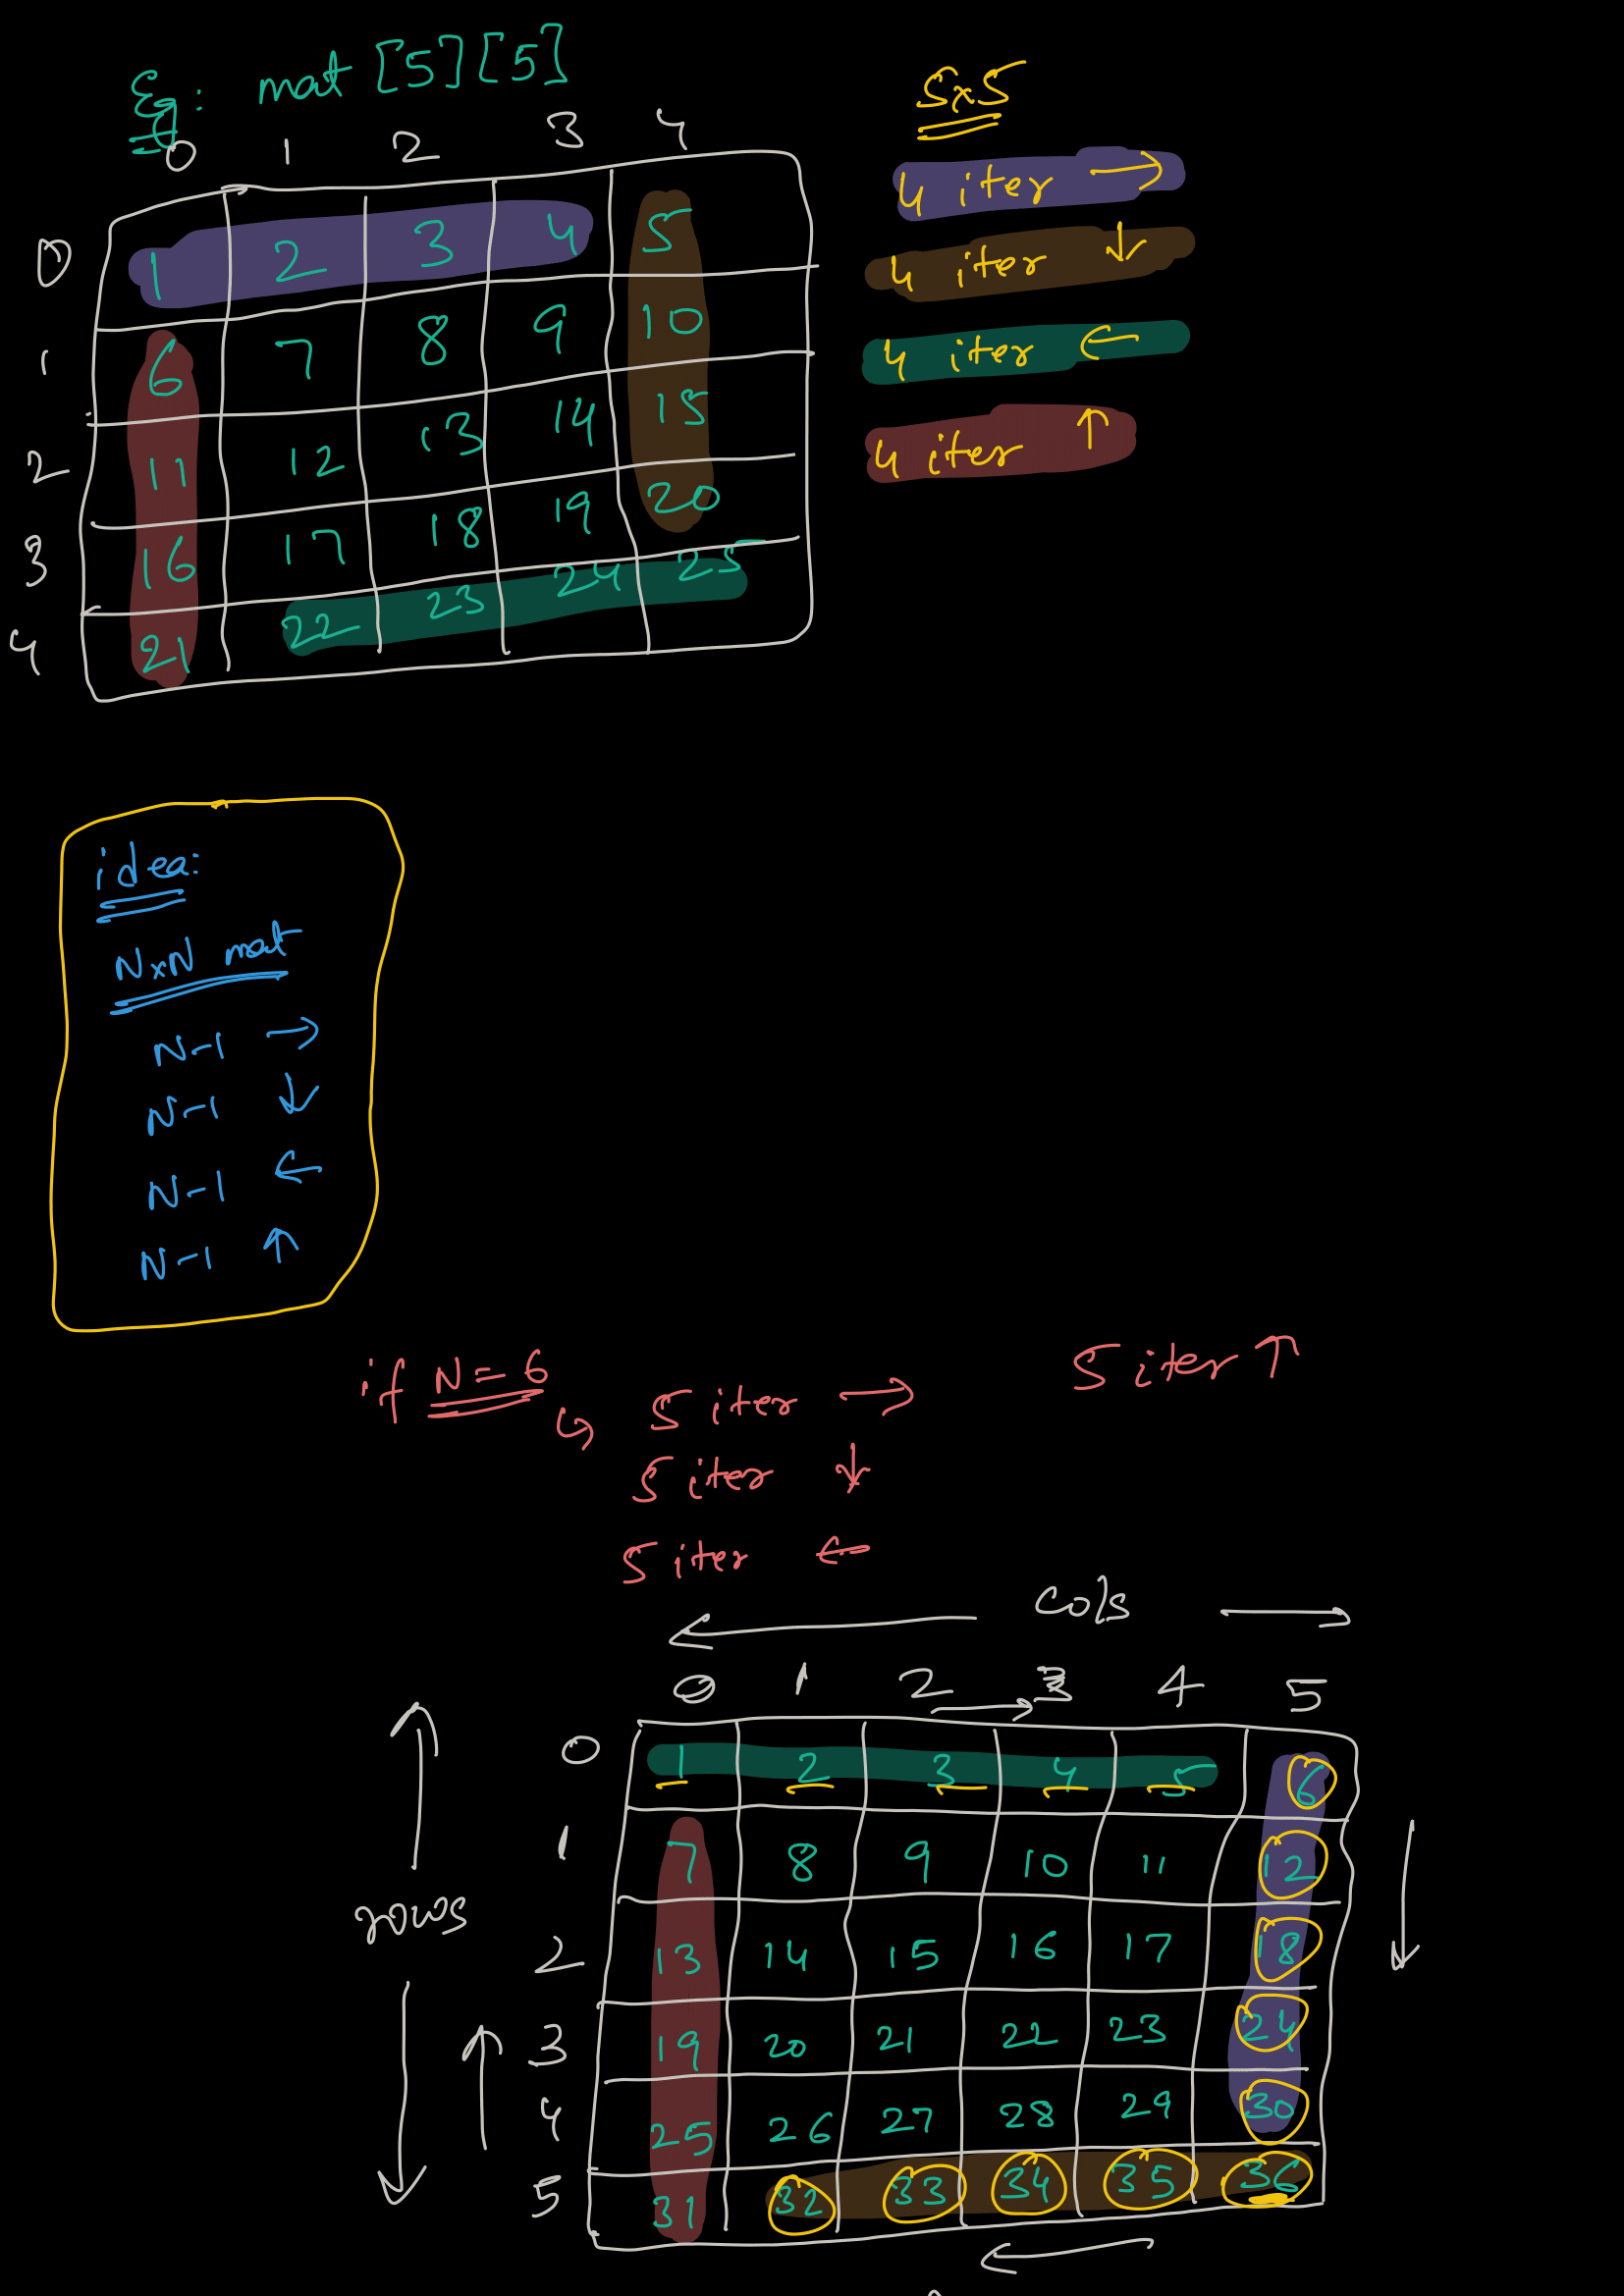 Eg: mat [5][5]
0 1 2 3 4
0 1 2 3 4 5
1 6 7 8 9 10
2 11 12 13 14 15
3 16 17 18 19 20
4 21 22 23 24 25
5x5
4 iter →
4 iter ↓
4 iter ←
4 iter ↑
idea:
NxN mat
N-1 →
N-1 ↓
N-1 ←
N-1 ↑
if N=6
↪ 5 iter →
5 iter ↓
5 iter ←
5 iter ↑
← cols →
0 1 2 3 4 5
↑ rows ↓
0 1 2 3 4 5 6
1 7 8 9 10 11 12
2 13 14 15 16 17 18
3 19 20 21 22 23 24
4 25 26 27 28 29 30
5 31 32 33 34 35 36